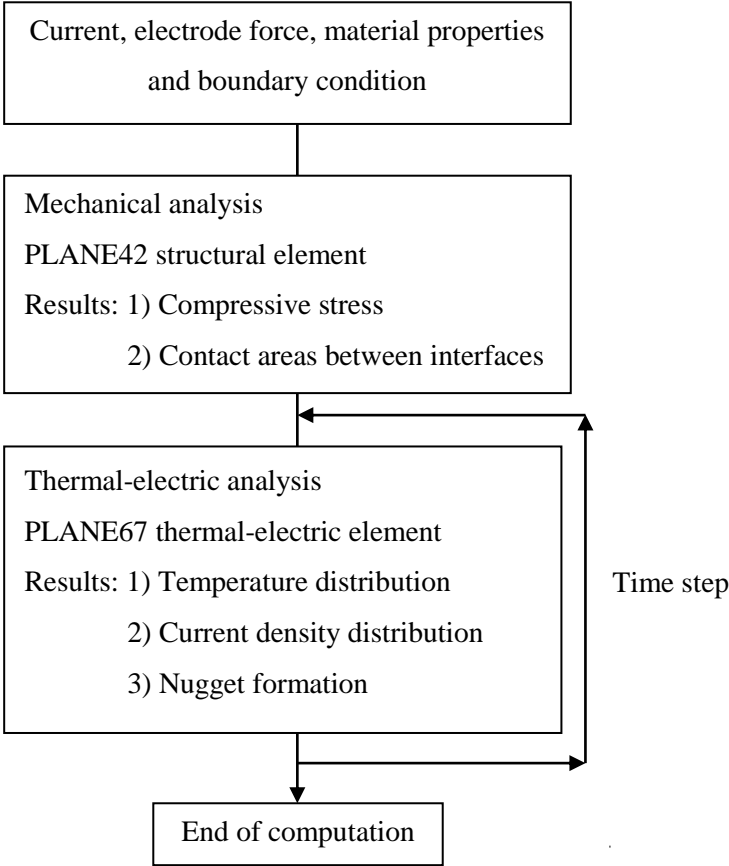 Current, electrode force, material properties
and boundary condition
Mechanical analysis
PLANE42 structural element
Results: 1) Compressive stress
2) Contact areas between interfaces
Thermal-electric analysis
PLANE67 thermal-electric element
Results: 1) Temperature distribution
2) Current density distribution
3) Nugget formation
Time step
End of computation